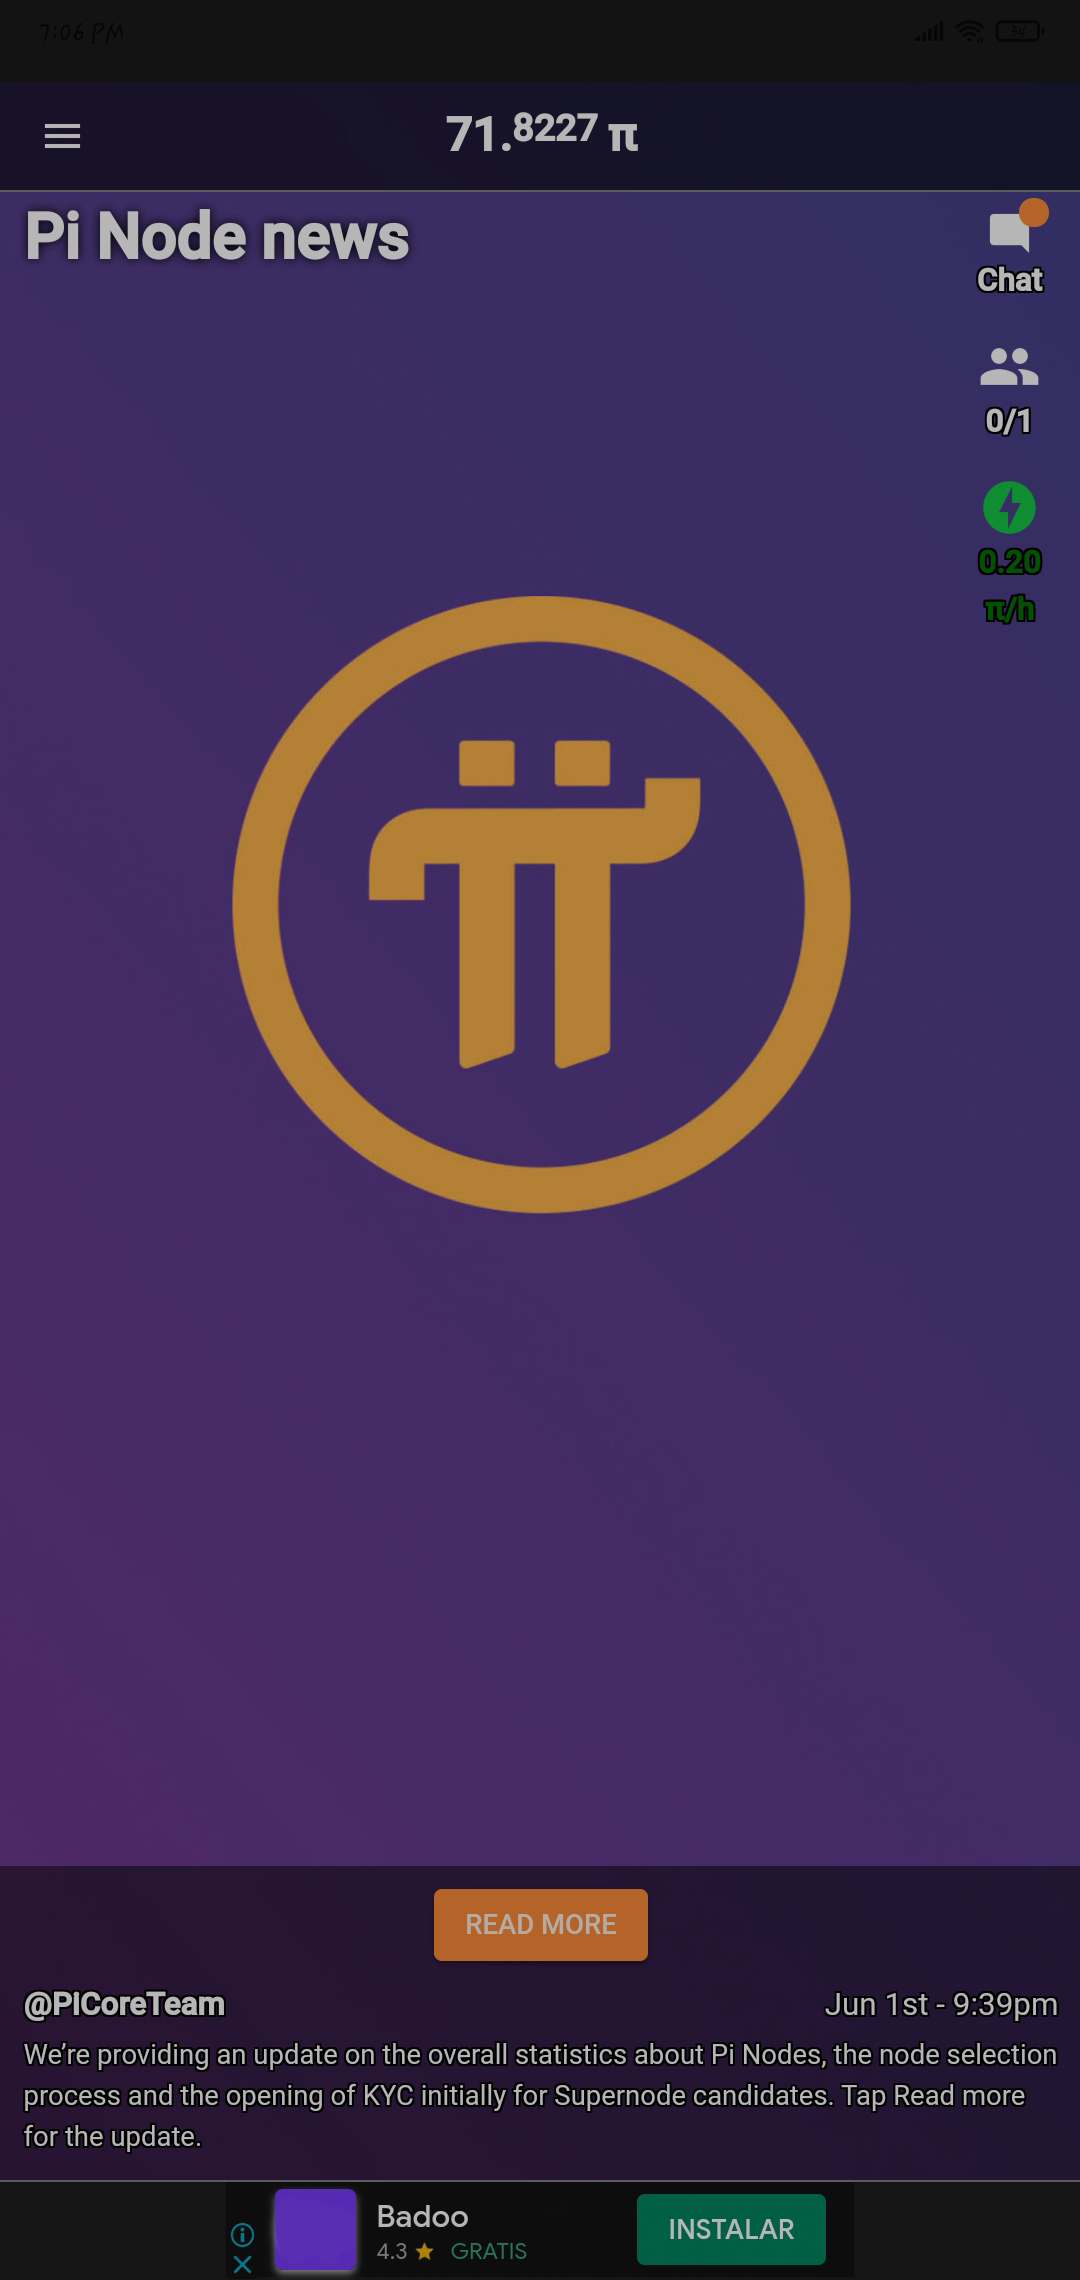 7:06 PM
34
71.8227 π
Pi Node news
Chat
0/1
0.20
π/h
READ MORE
@PiCoreTeam
Jun 1st - 9:39pm
We’re providing an update on the overall statistics about Pi Nodes, the node selection
process and the opening of KYC initially for Supernode candidates. Tap Read more
for the update.
Badoo
4.3 ★ GRATIS
INSTALAR